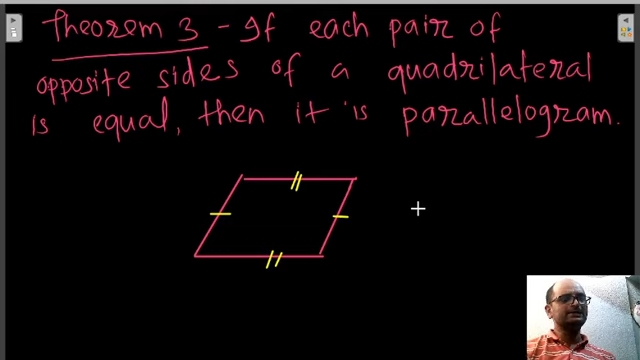 Theorem 3 - If each pair of
opposite sides of a quadrilateral
is equal, then it is parallelogram.